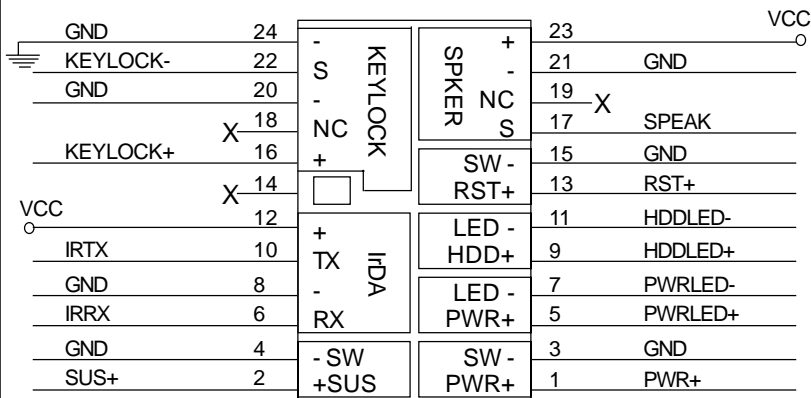 VCC
GND 24 - + 23
KEYLOCK- 22 S - 21 GND
GND 20 - NC 19 X
X 18 NC S 17 SPEAK
KEYLOCK+ 16 + SW - 15 GND
X 14 RST+ 13 RST+
VCC 12 + LED - 11 HDDLED-
IRTX 10 TX HDD+ 9 HDDLED+
GND 8 - LED - 7 PWRLED-
IRRX 6 RX PWR+ 5 PWRLED+
GND 4 - SW SW - 3 GND
SUS+ 2 +SUS PWR+ 1 PWR+
KEYLOCK
SPKER
IrDA